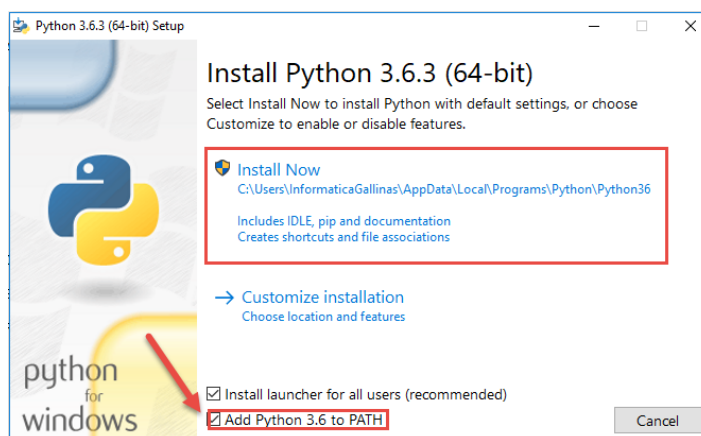 Python 3.6.3 (64-bit) Setup
Install Python 3.6.3 (64-bit)
Select Install Now to install Python with default settings, or choose
Customize to enable or disable features.
Install Now
C:\Users\InformaticaGallinas\AppData\Local\Programs\Python\Python36
Includes IDLE, pip and documentation
Creates shortcuts and file associations
Customize installation
Choose location and features
python
for
windows
Install launcher for all users (recommended)
Add Python 3.6 to PATH
Cancel